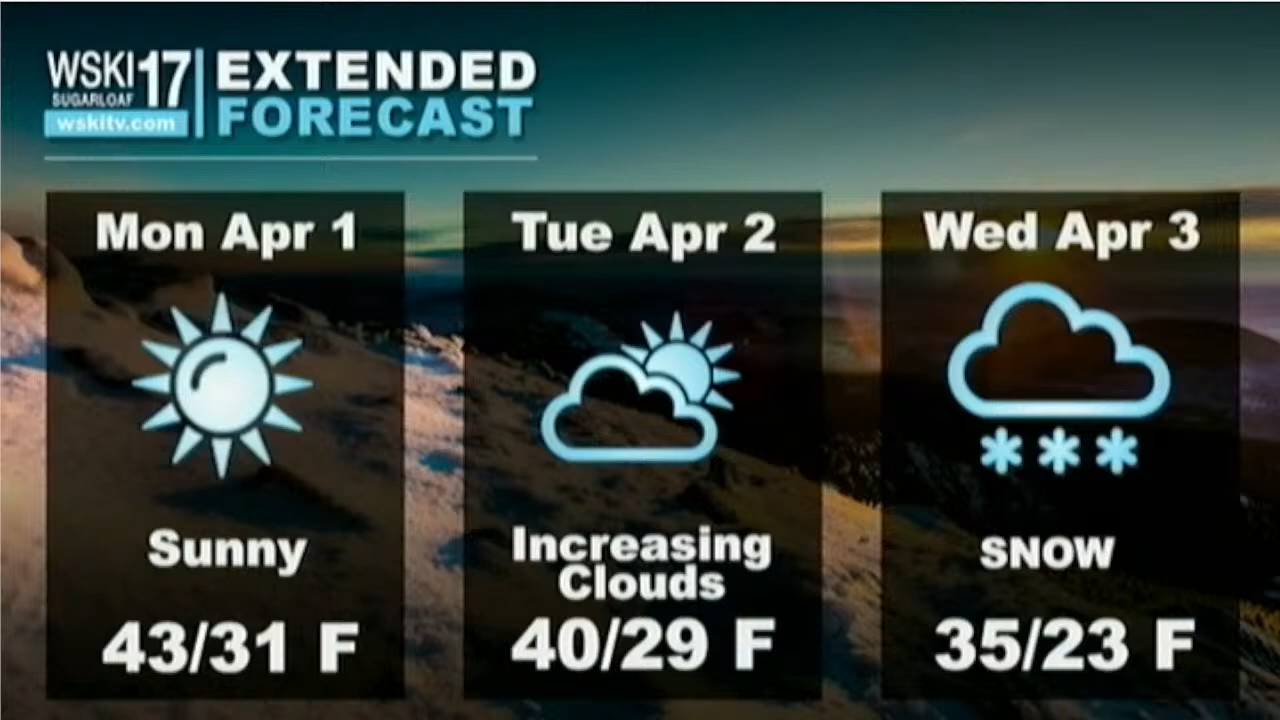 WSKI 17
SUGARLOAF
wskitv.com
EXTENDED
FORECAST
Mon Apr 1
Sunny
43/31 F
Tue Apr 2
Increasing
Clouds
40/29 F
Wed Apr 3
SNOW
35/23 F